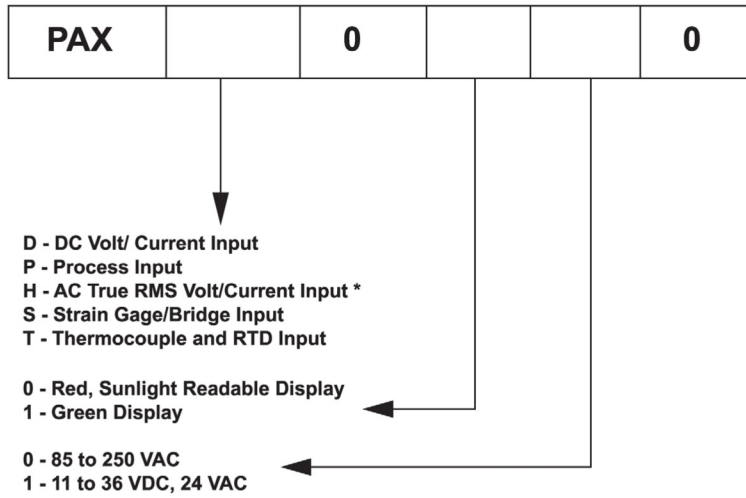 PAX 0 0
D - DC Volt/ Current Input
P - Process Input
H - AC True RMS Volt/Current Input *
S - Strain Gage/Bridge Input
T - Thermocouple and RTD Input
0 - Red, Sunlight Readable Display
1 - Green Display
0 - 85 to 250 VAC
1 - 11 to 36 VDC, 24 VAC